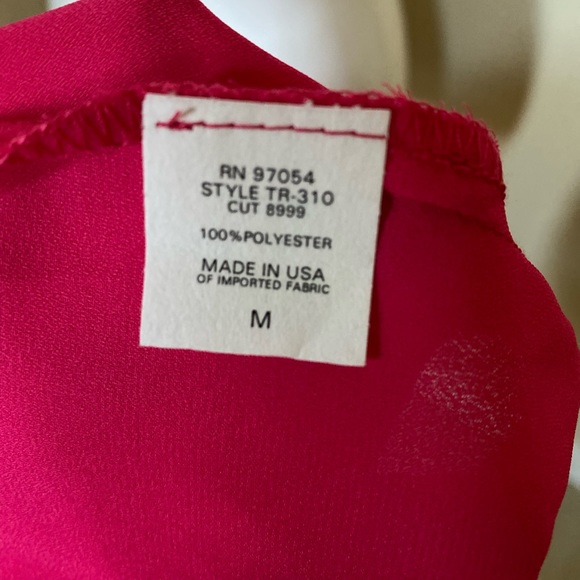 RN 97054
STYLE TR-310
CUT 8999
100%POLYESTER
MADE IN USA
OF IMPORTED FABRIC
M